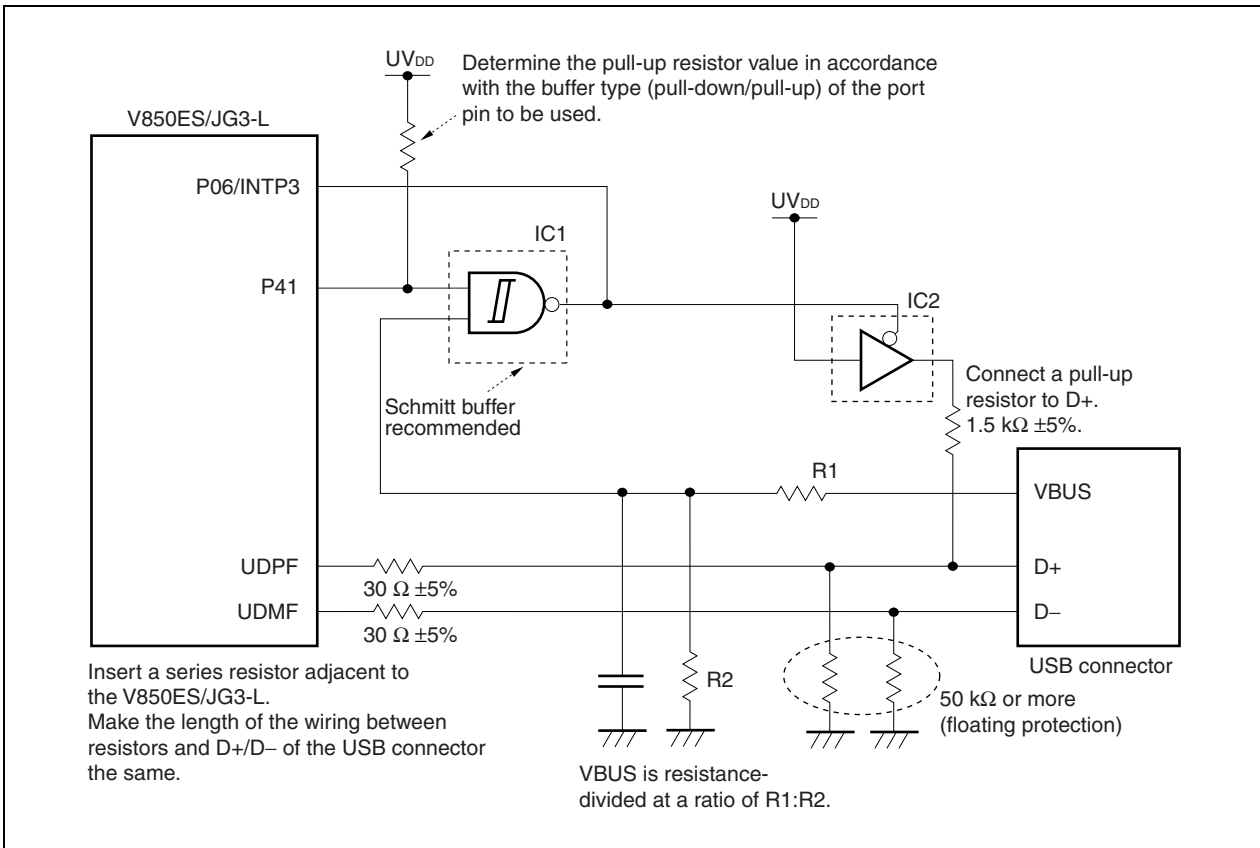 UVDD
Determine the pull-up resistor value in accordance
with the buffer type (pull-down/pull-up) of the port
pin to be used.
V850ES/JG3-L
P06/INTP3
UVDD
IC1
P41
IC2
Connect a pull-up
resistor to D+.
1.5 kΩ ±5%.
Schmitt buffer
recommended
R1
VBUS
UDPF
30 Ω ±5%
D+
UDMF
30 Ω ±5%
D−
USB connector
R2
50 kΩ or more
(floating protection)
Insert a series resistor adjacent to
the V850ES/JG3-L.
Make the length of the wiring between
resistors and D+/D− of the USB connector
the same.
VBUS is resistance-
divided at a ratio of R1:R2.